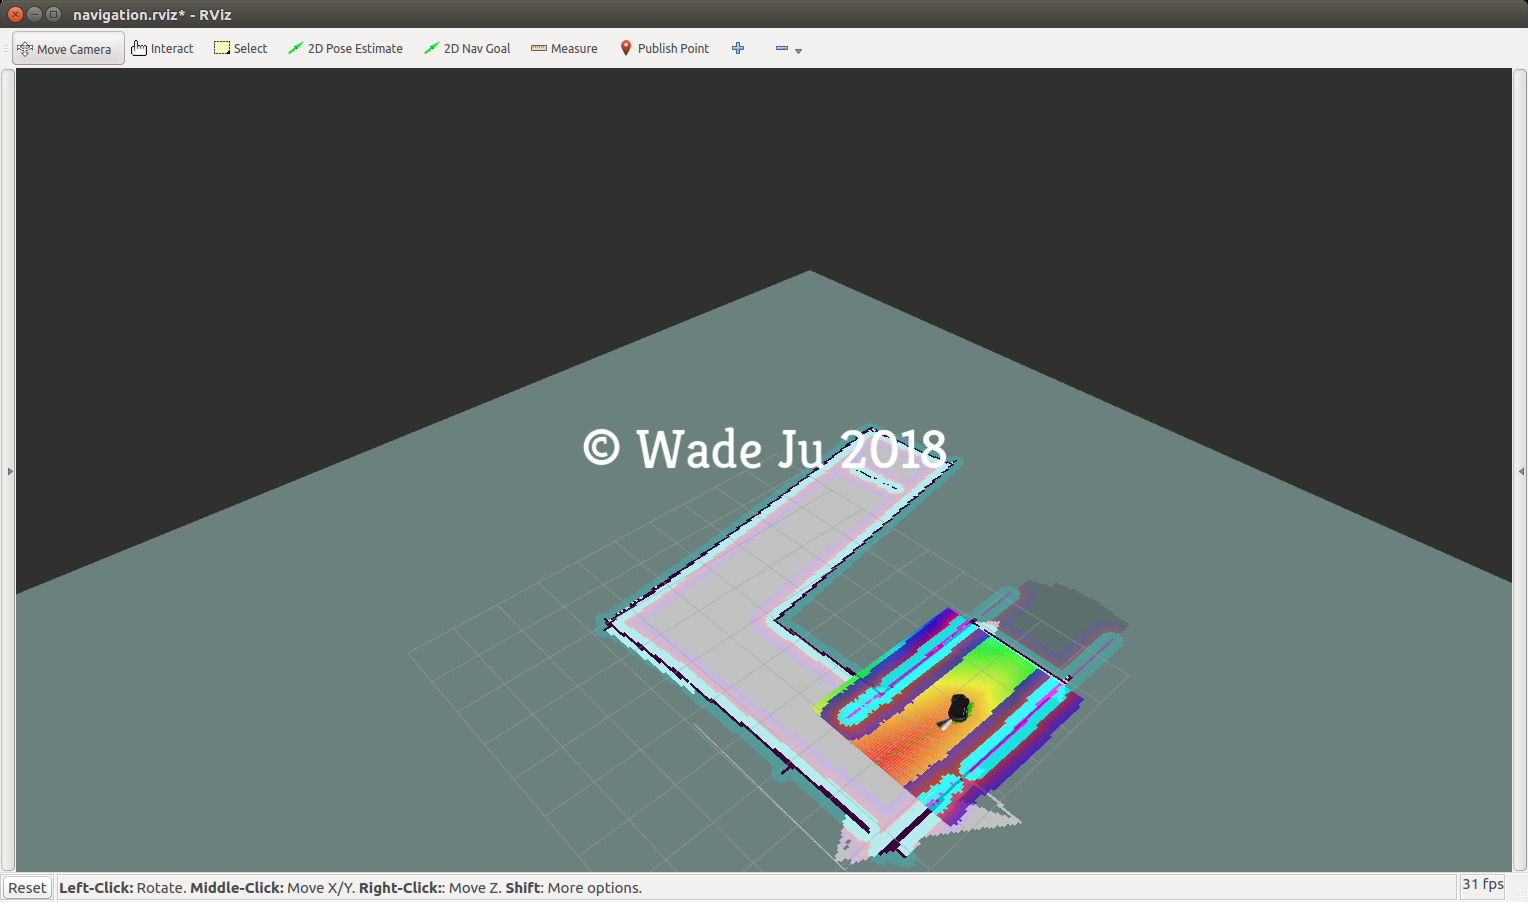 navigation.rviz* - RViz
Move Camera Interact Select 2D Pose Estimate 2D Nav Goal Measure Publish Point
© Wade Ju 2018
Reset Left-Click: Rotate. Middle-Click: Move X/Y. Right-Click:: Move Z. Shift: More options. 31 fps